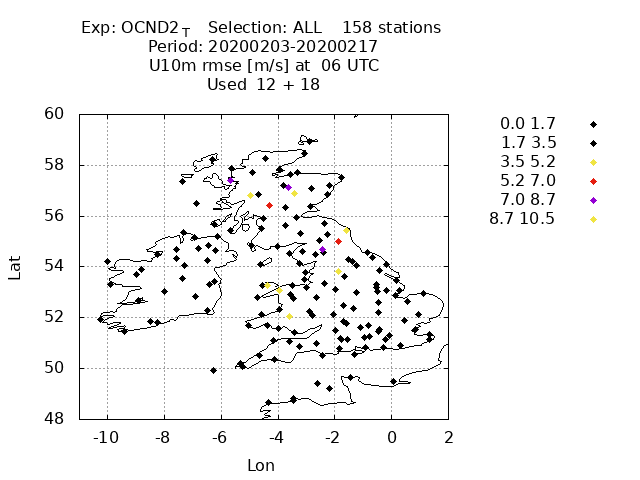 Exp: OCND2T Selection: ALL 158 stations
Period: 20200203-20200217
U10m rmse [m/s] at 06 UTC
Used 12 + 18
60
58
56
54
52
50
48
Lat
-10 -8 -6 -4 -2 0 2
Lon
0.0 1.7
1.7 3.5
3.5 5.2
5.2 7.0
7.0 8.7
8.7 10.5